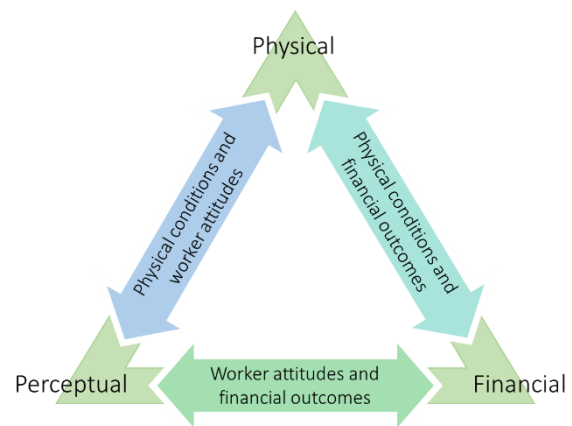 Physical
Physical conditions and
worker attitudes
Physical conditions and
financial outcomes
Perceptual
Worker attitudes and
financial outcomes
Financial